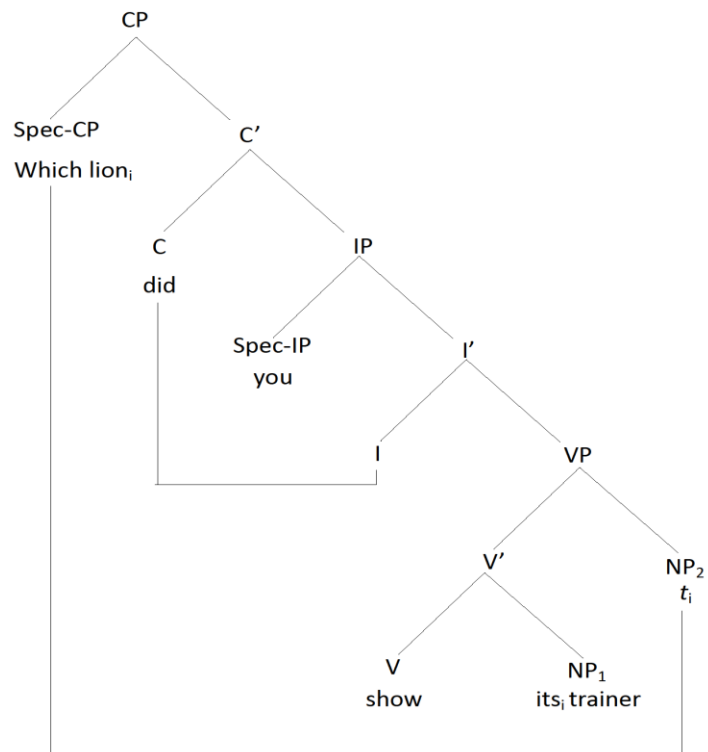 CP
Spec-CP C’
Which lionᵢ
C IP
did
Spec-IP I’
you
I VP
V’ NP₂
tᵢ
V NP₁
show itsᵢ trainer